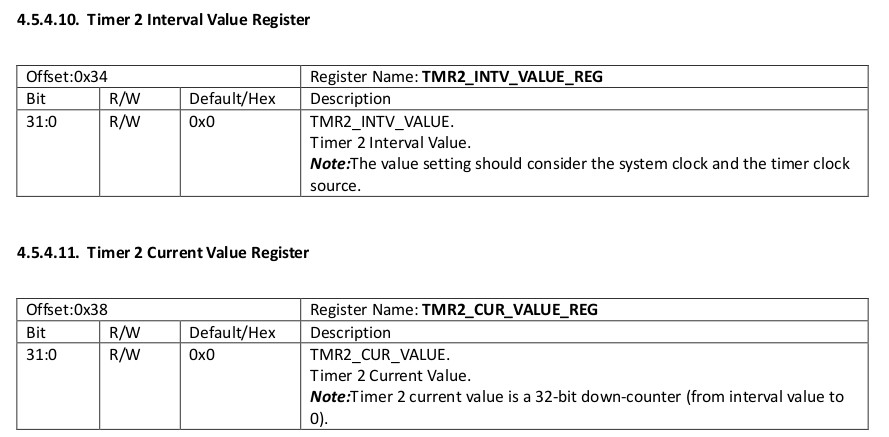 4.5.4.10. Timer 2 Interval Value Register
Offset:0x34 Register Name: TMR2_INTV_VALUE_REG
Bit R/W Default/Hex Description
31:0 R/W 0x0 TMR2_INTV_VALUE.
Timer 2 Interval Value.
Note:The value setting should consider the system clock and the timer clock
source.
4.5.4.11. Timer 2 Current Value Register
Offset:0x38 Register Name: TMR2_CUR_VALUE_REG
Bit R/W Default/Hex Description
31:0 R/W 0x0 TMR2_CUR_VALUE.
Timer 2 Current Value.
Note:Timer 2 current value is a 32-bit down-counter (from interval value to
0).